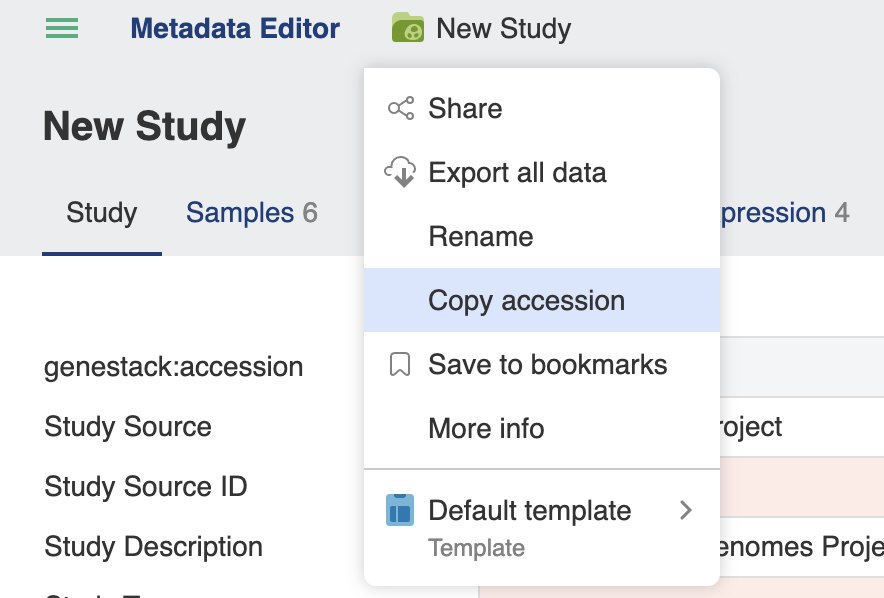 Metadata Editor New Study
New Study
Study Samples 6 pression 4
Share
Export all data
Rename
Copy accession
Save to bookmarks
More info
Default template
Template
genestack:accession
Study Source roject
Study Source ID
Study Description enomes Proje